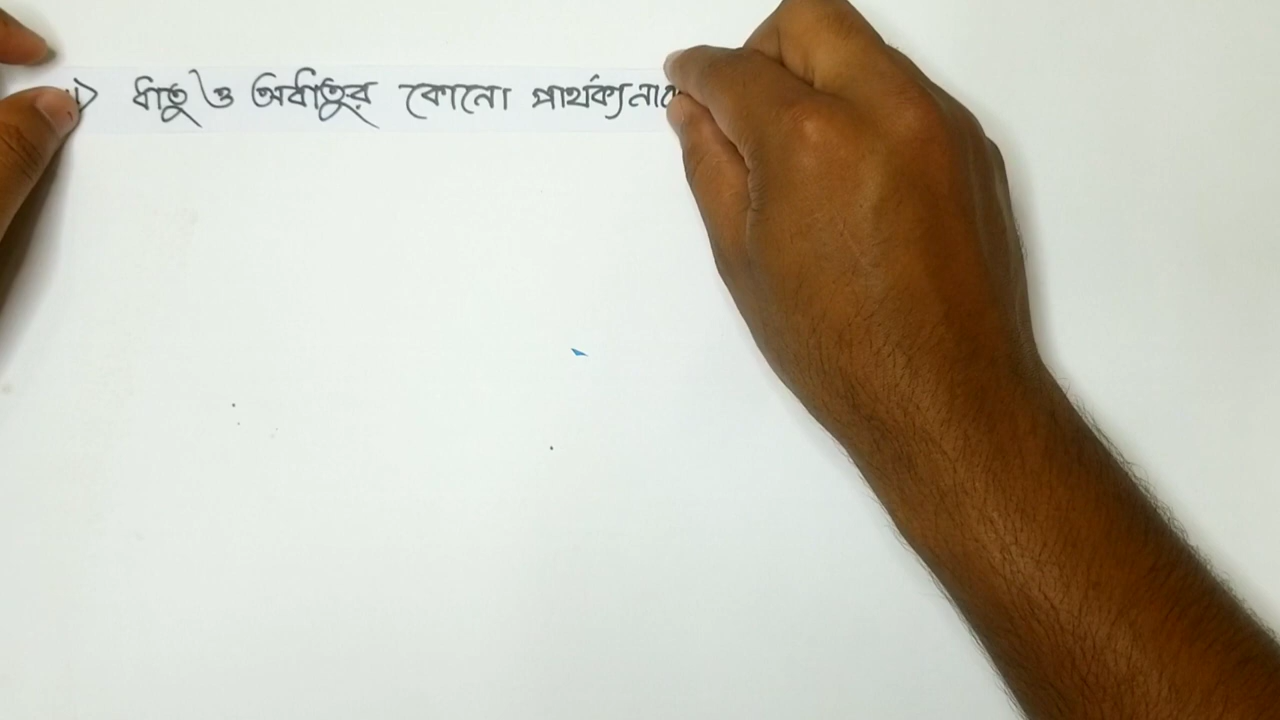 ধাতু ও অধাতুর কোনো পার্থক্য না